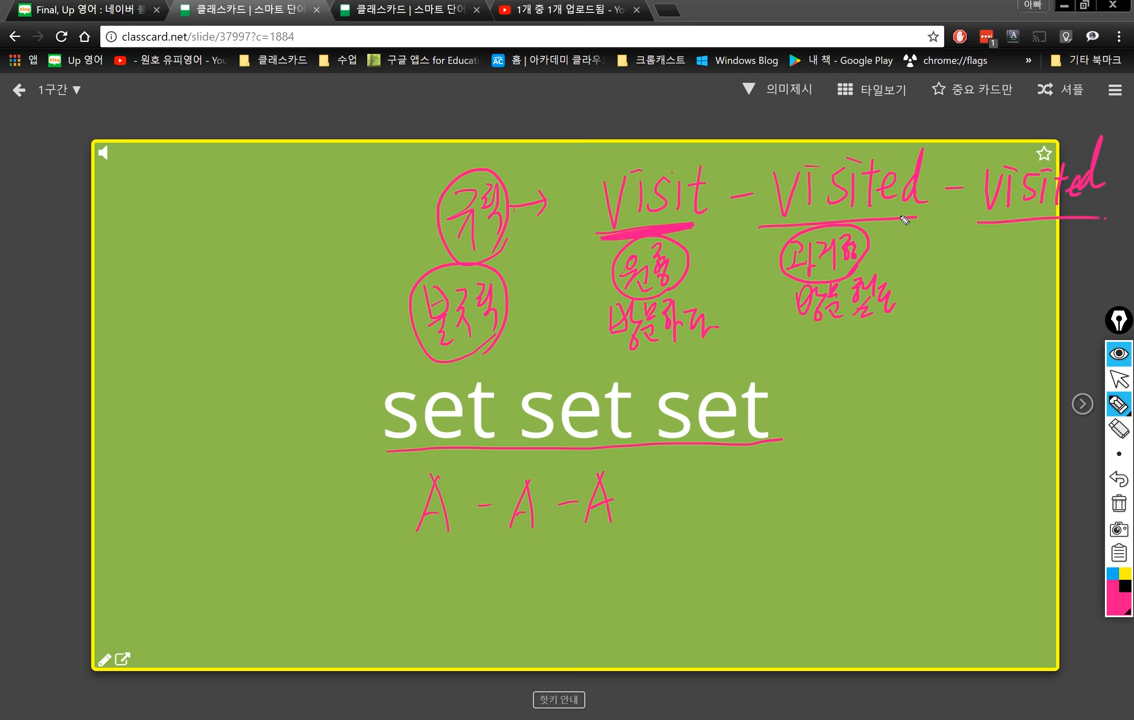 Final, Up 영어 : 네이버 블
클래스카드 | 스마트 단어
클래스카드 | 스마트 단어
1개 중 1개 업로드됨 - Yo
아빠
classcard.net/slide/37997?c=1884
앱
Up 영어
- 원호 유피영어 - You
클래스카드
수업
구글 앱스 for Educati
홈 | 아카데미 클라우
크롬캐스트
Windows Blog
내 책 - Google Play
chrome://flags
»
기타 북마크
1구간 ▼
의미제시
타일보기
중요 카드만
셔플
규칙 → Visit - Visited - Visited
불규칙
원형
과거형
방문하다
방문했다
set set set
A - A - A
핫키 안내